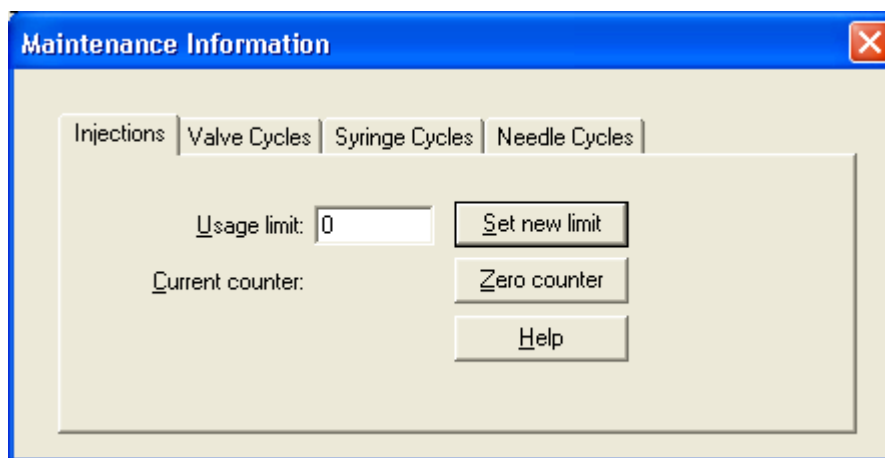 Maintenance Information
Injections Valve Cycles Syringe Cycles Needle Cycles
Usage limit: 0 Set new limit
Current counter: Zero counter
Help